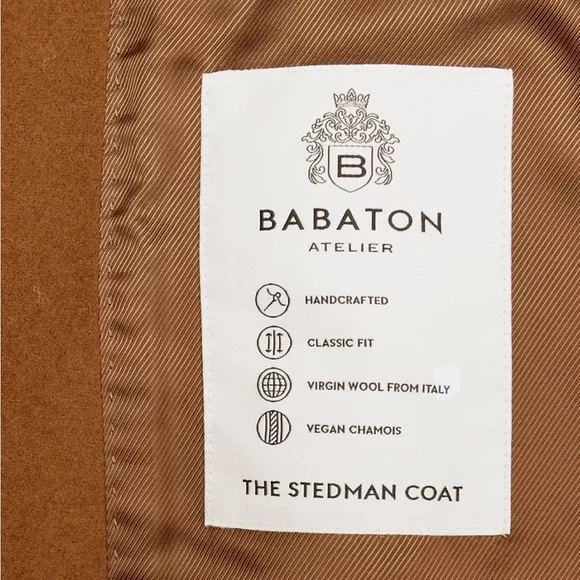 B
BABATON
ATELIER
HANDCRAFTED
CLASSIC FIT
VIRGIN WOOL FROM ITALY
VEGAN CHAMOIS
THE STEDMAN COAT